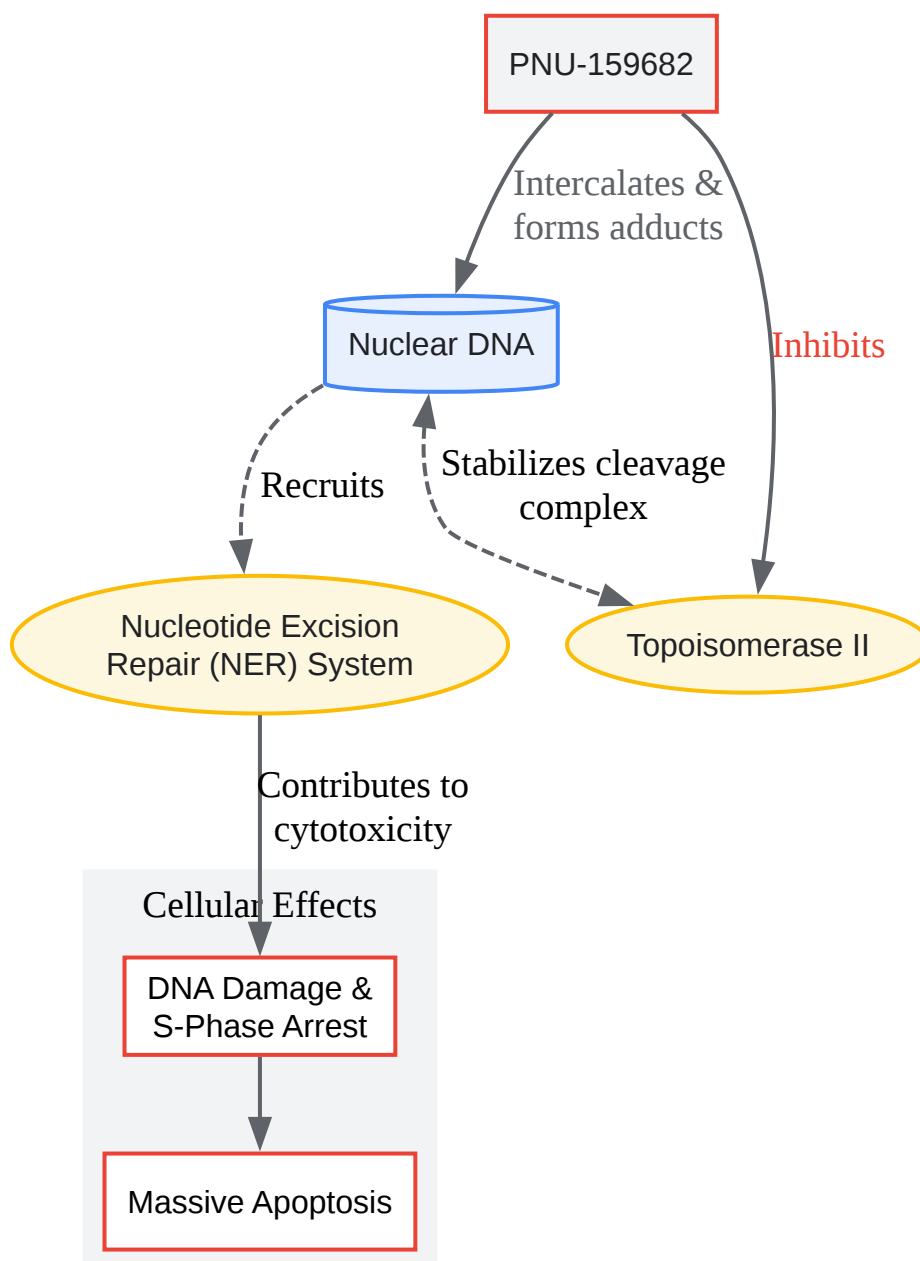 PNU-159682
Intercalates &
forms adducts
Nuclear DNA
Inhibits
Stabilizes cleavage
complex
Recruits
Nucleotide Excision
Repair (NER) System
Topoisomerase II
Contributes to
cytotoxicity
Cellular Effects
DNA Damage &
S-Phase Arrest
Massive Apoptosis